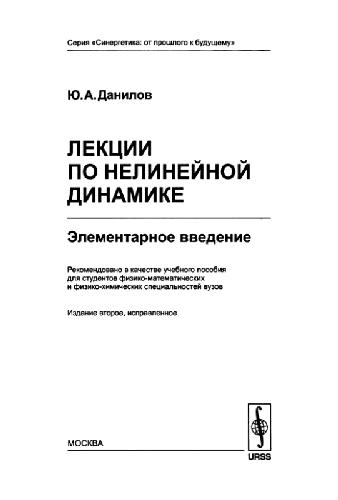 Серия «Синергетика: от прошлого к будущему»
Ю.А.Данилов
ЛЕКЦИИ
ПО НЕЛИНЕЙНОЙ
ДИНАМИКЕ
Элементарное введение
Рекомендовано в качестве учебного пособия
для студентов физико-математических
и физико-химических специальностей вузов
Издание второе, исправленное
МОСКВА
URSS